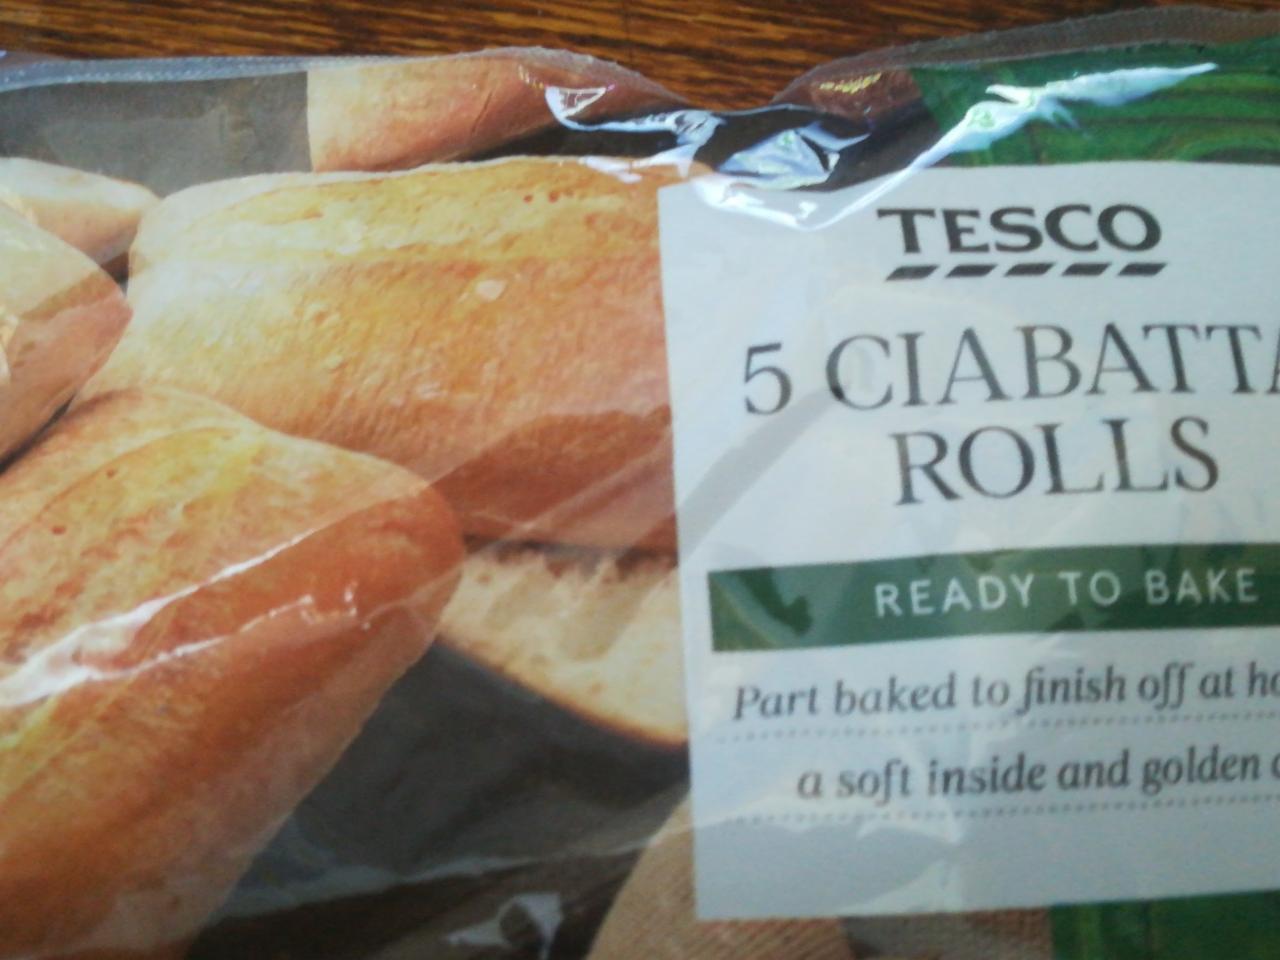 TESCO
5 CIABATTA
ROLLS
READY TO BAKE
Part baked to finish off at
a soft inside and golden